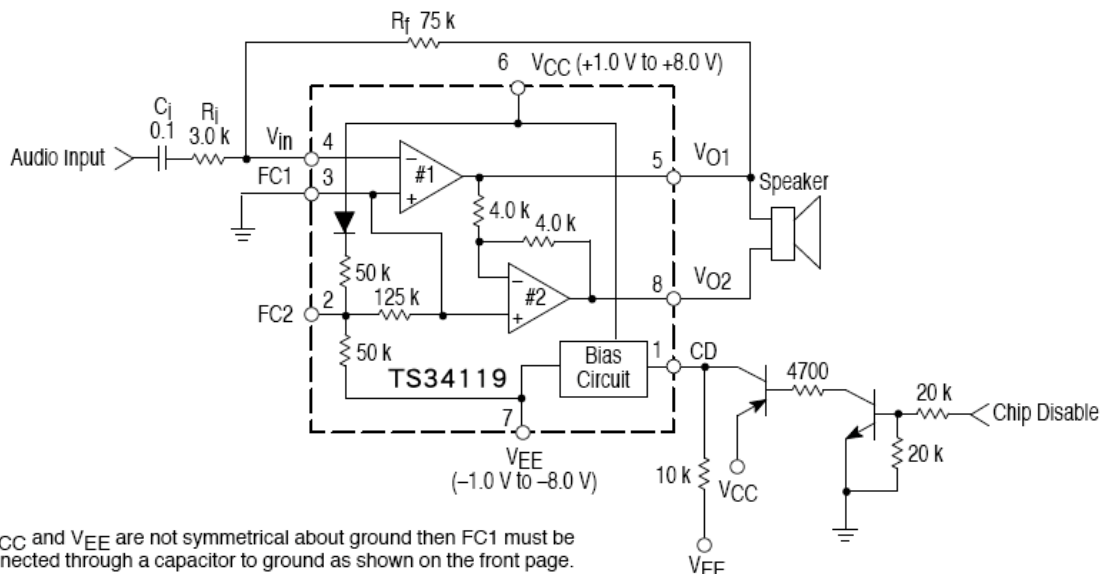 Rf 75 k
6 VCC (+1.0 V to +8.0 V)
Ci
0.1
Ri
3.0 k
Vin
4
Audio Input
FC1
3
#1
−
+
5
VO1
Speaker
4.0 k
4.0 k
50 k
FC2
2
125 k
#2
−
+
8
VO2
50 k
TS34119
Bias
Circuit
1
CD
4700
20 k
Chip Disable
20 k
7
VEE
(–1.0 V to –8.0 V)
10 k
VCC
VEE
CC and VEE are not symmetrical about ground then FC1 must be
nected through a capacitor to ground as shown on the front page.